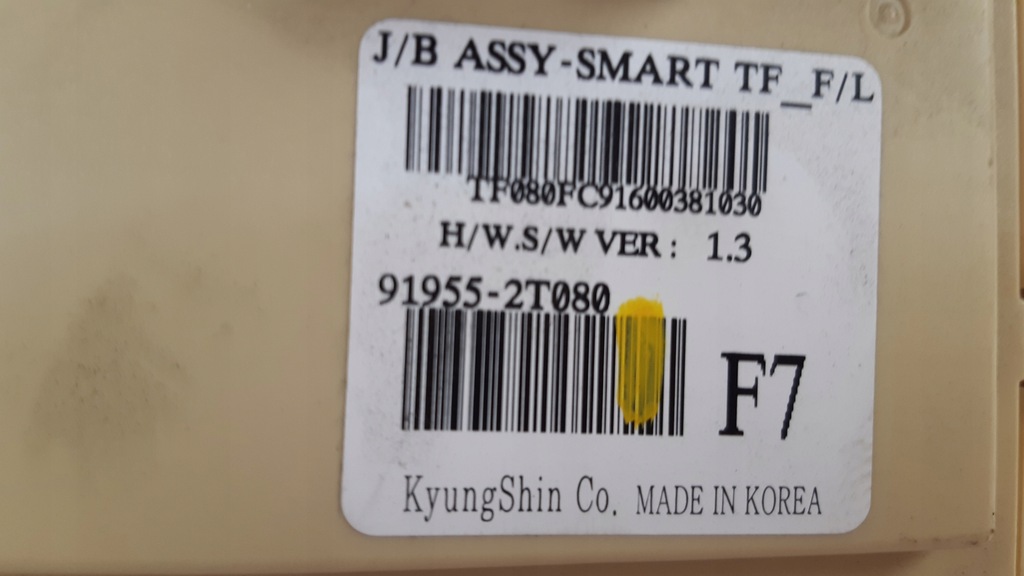 J/B ASSY-SMART TF_F/L
TF080FC91600381030
H/W.S/W VER : 1.3
91955-2T080
F7
KyungShin Co. MADE IN KOREA